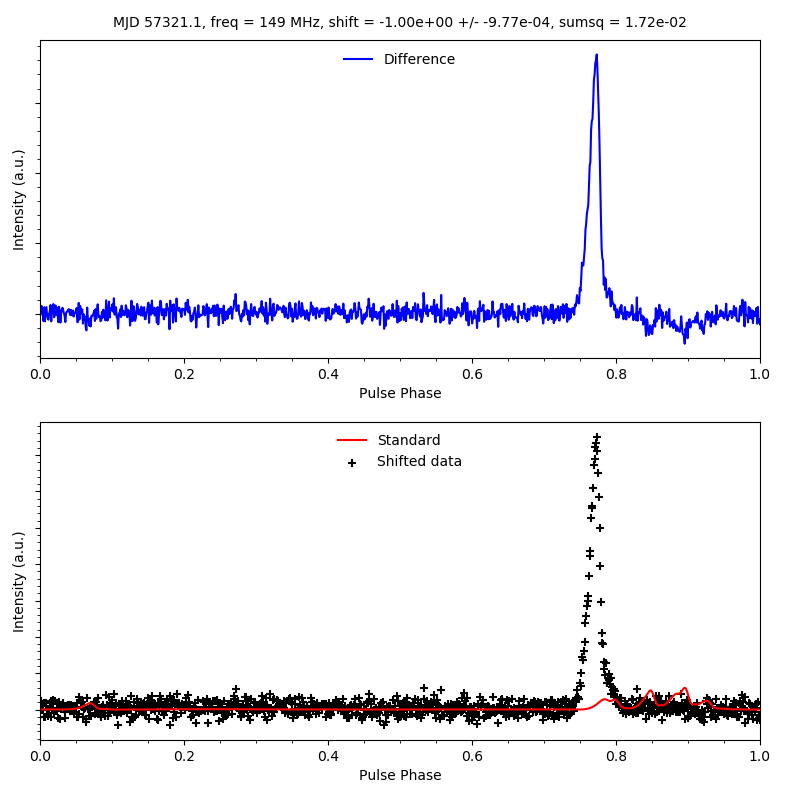 MJD 57321.1, freq = 149 MHz, shift = -1.00e+00 +/- -9.77e-04, sumsq = 1.72e-02
Difference
Intensity (a.u.)
0.0 0.2 0.4 0.6 0.8 1.0
Pulse Phase
Standard
Shifted data
Intensity (a.u.)
0.0 0.2 0.4 0.6 0.8 1.0
Pulse Phase